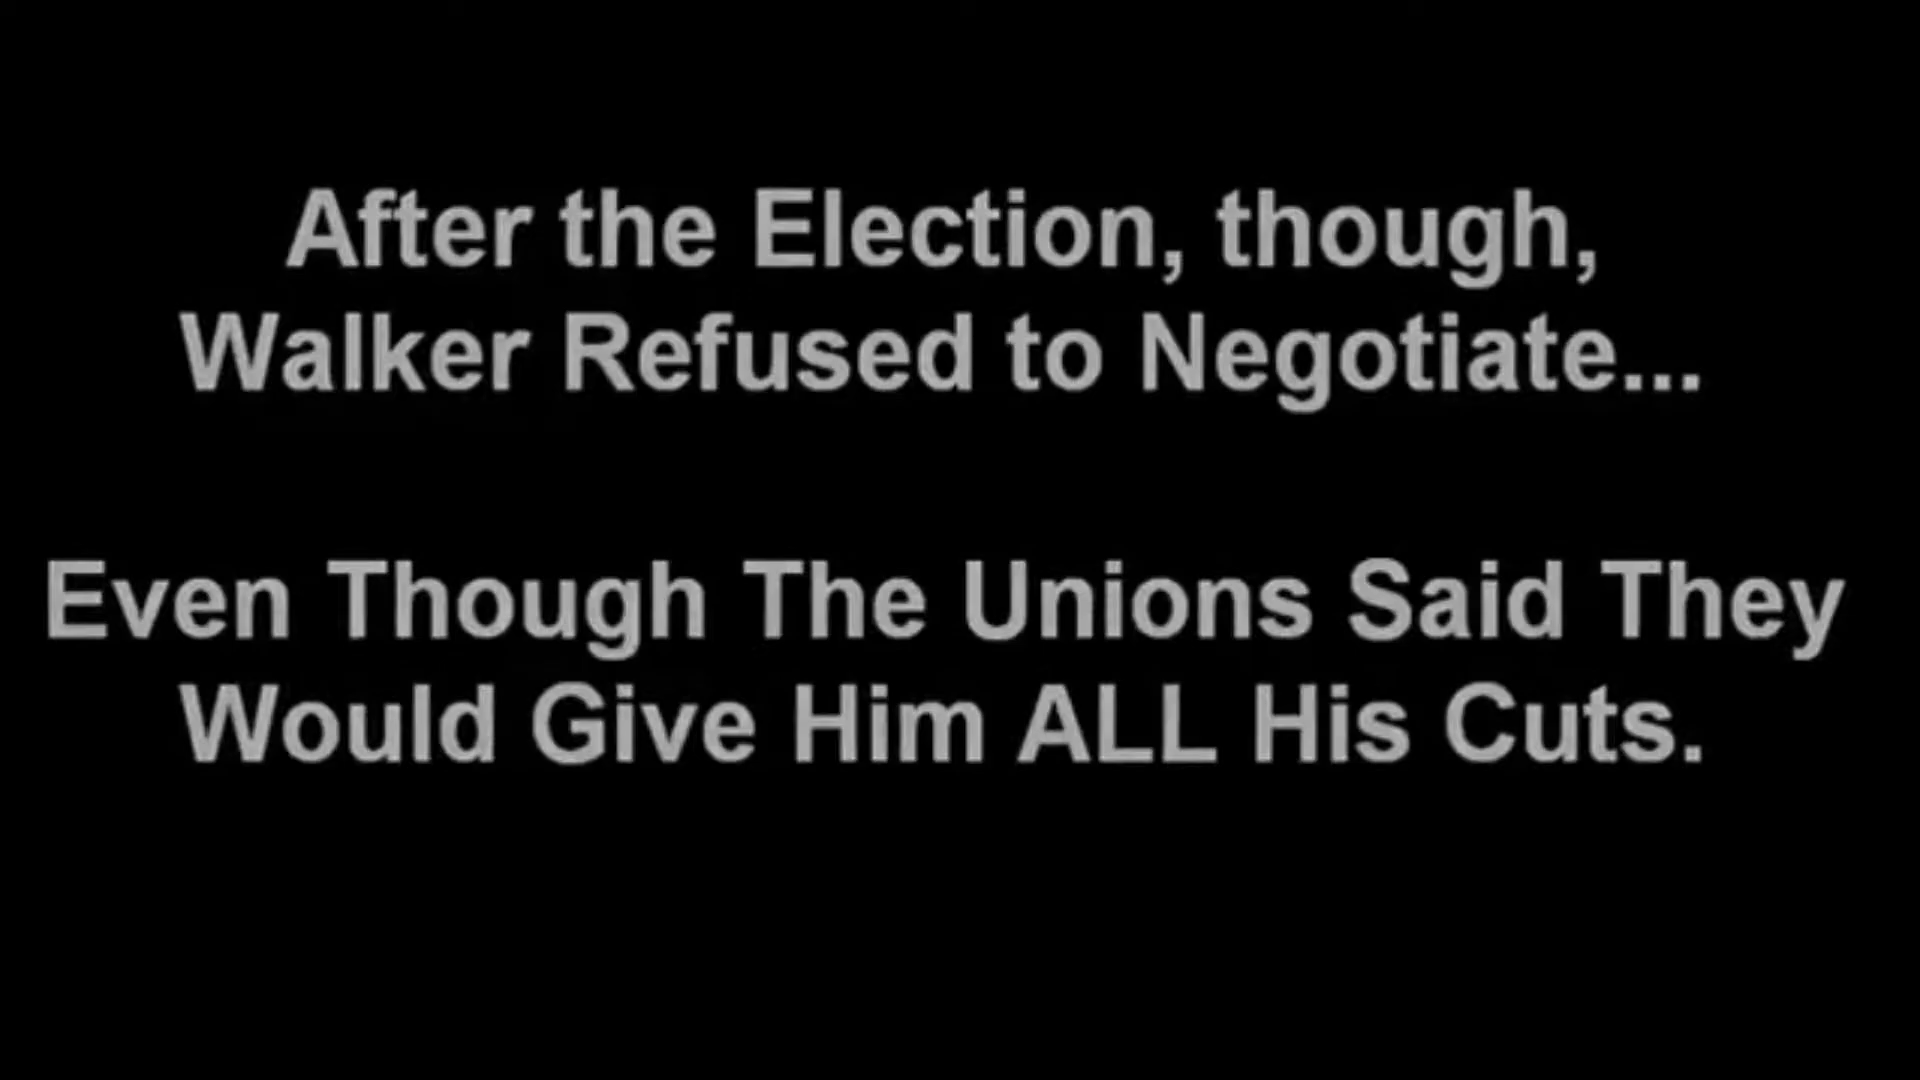 After the Election, though,
Walker Refused to Negotiate...
Even Though The Unions Said They
Would Give Him ALL His Cuts.